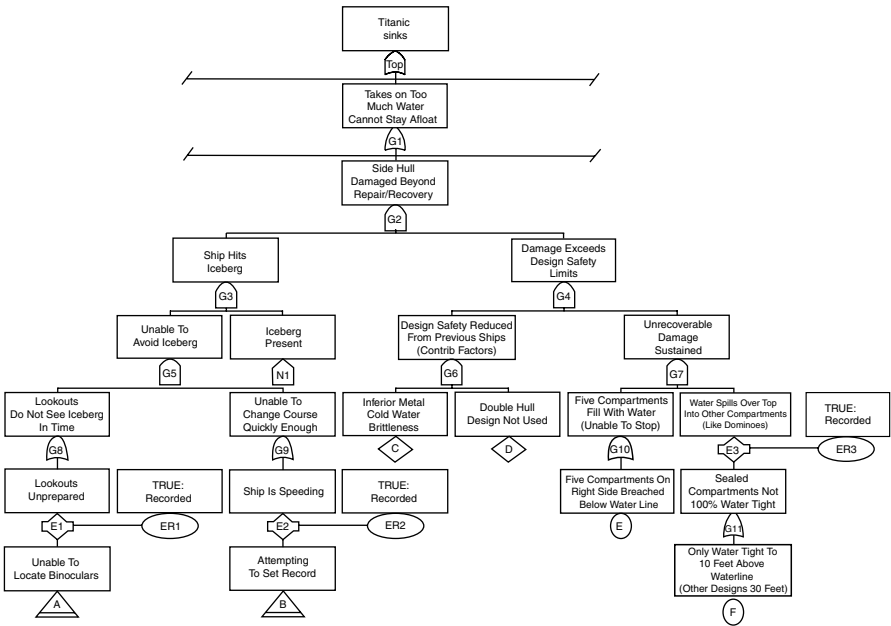 Titanic
sinks
Top
Takes on Too
Much Water
Cannot Stay Afloat
G1
Side Hull
Damaged Beyond
Repair/Recovery
G2
Ship Hits
Iceberg
G3
Damage Exceeds
Design Safety
Limits
G4
Unable To
Avoid Iceberg
G5
Iceberg
Present
N1
Design Safety Reduced
From Previous Ships
(Contrib Factors)
G6
Unrecoverable
Damage
Sustained
G7
Lookouts
Do Not See Iceberg
In Time
G8
Unable To
Change Course
Quickly Enough
G9
Inferior Metal
Cold Water
Brittleness
C
Double Hull
Design Not Used
D
Five Compartments
Fill With Water
(Unable To Stop)
G10
Water Spills Over Top
Into Other Compartments
(Like Dominoes)
E3
TRUE:
Recorded
ER3
Lookouts
Unprepared
E1
TRUE:
Recorded
ER1
Ship Is Speeding
E2
TRUE:
Recorded
ER2
Five Compartments On
Right Side Breached
Below Water Line
E
Sealed
Compartments Not
100% Water Tight
G11
Unable To
Locate Binoculars
A
Attempting
To Set Record
B
Only Water Tight To
10 Feet Above
Waterline
(Other Designs 30 Feet)
F